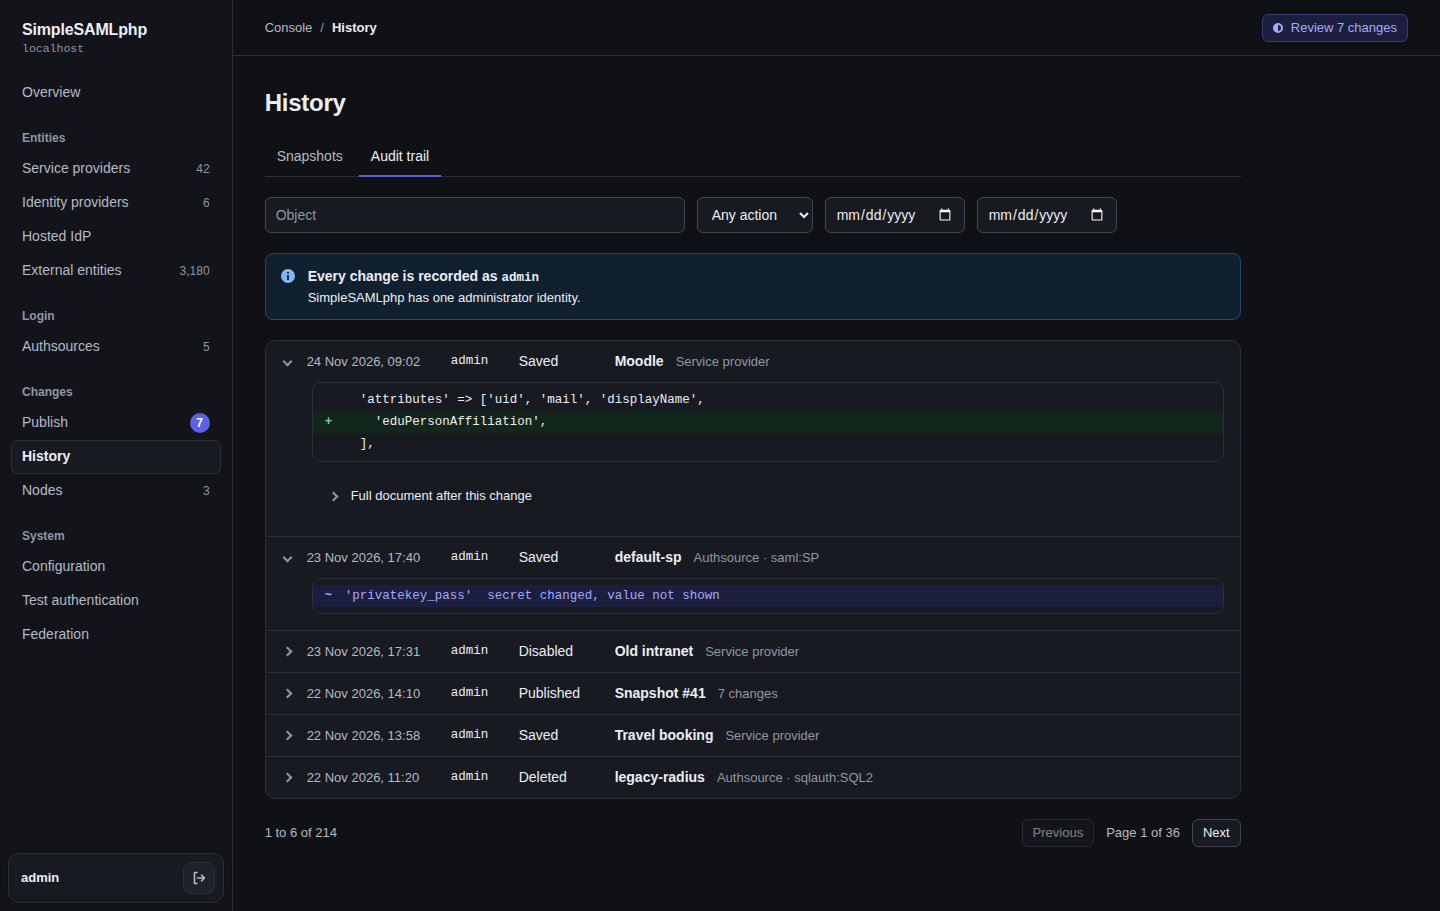 SimpleSAMLphp
localhost
Overview
Entities
Service providers 42
Identity providers 6
Hosted IdP
External entities 3,180
Login
Authsources 5
Changes
Publish 7
History
Nodes 3
System
Configuration
Test authentication
Federation
admin
Console / History
Review 7 changes
History
Snapshots Audit trail
Object Any action mm/dd/yyyy mm/dd/yyyy
Every change is recorded as admin
SimpleSAMLphp has one administrator identity.
24 Nov 2026, 09:02 admin Saved Moodle Service provider
'attributes' => ['uid', 'mail', 'displayName',
+ 'eduPersonAffiliation',
],
Full document after this change
23 Nov 2026, 17:40 admin Saved default-sp Authsource · saml:SP
~ 'privatekey_pass' secret changed, value not shown
23 Nov 2026, 17:31 admin Disabled Old intranet Service provider
22 Nov 2026, 14:10 admin Published Snapshot #41 7 changes
22 Nov 2026, 13:58 admin Saved Travel booking Service provider
22 Nov 2026, 11:20 admin Deleted legacy-radius Authsource · sqlauth:SQL2
1 to 6 of 214
Previous Page 1 of 36 Next